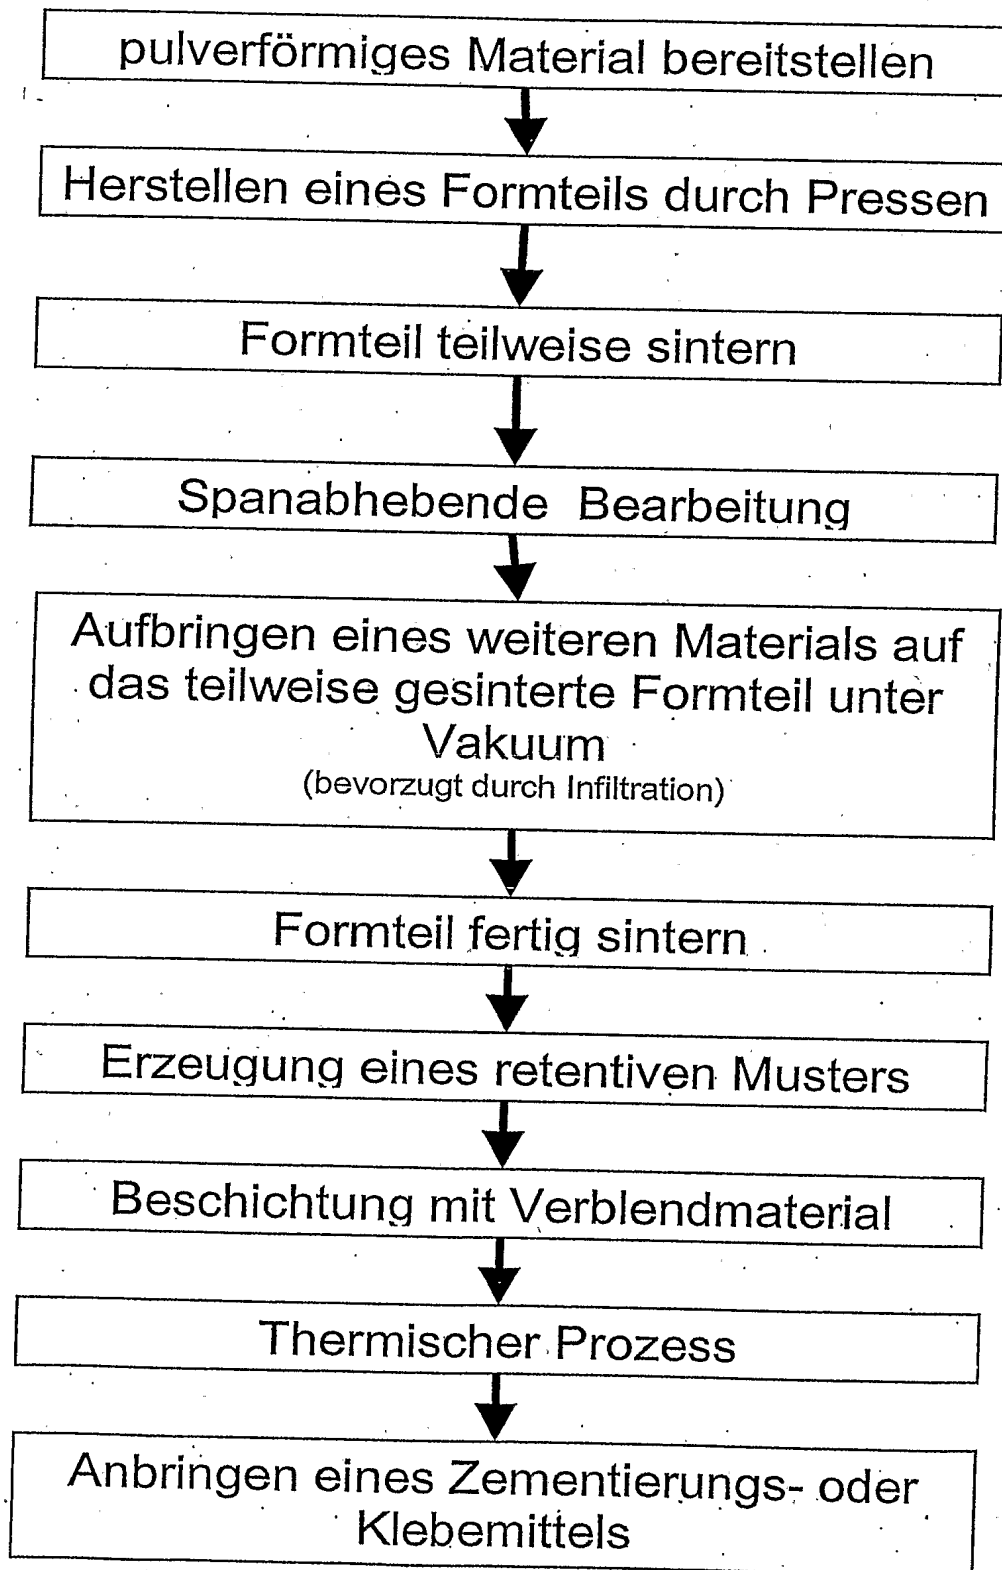 pulverförmiges Material bereitstellen
Herstellen eines Formteils durch Pressen
Formteil teilweise sintern
Spanabhebende Bearbeitung
Aufbringen eines weiteren Materials auf
das teilweise gesinterte Formteil unter
Vakuum
(bevorzugt durch Infiltration)
Formteil fertig sintern
Erzeugung eines retentiven Musters
Beschichtung mit Verblendmaterial
Thermischer Prozess
Anbringen eines Zementierungs- oder
Klebemittels